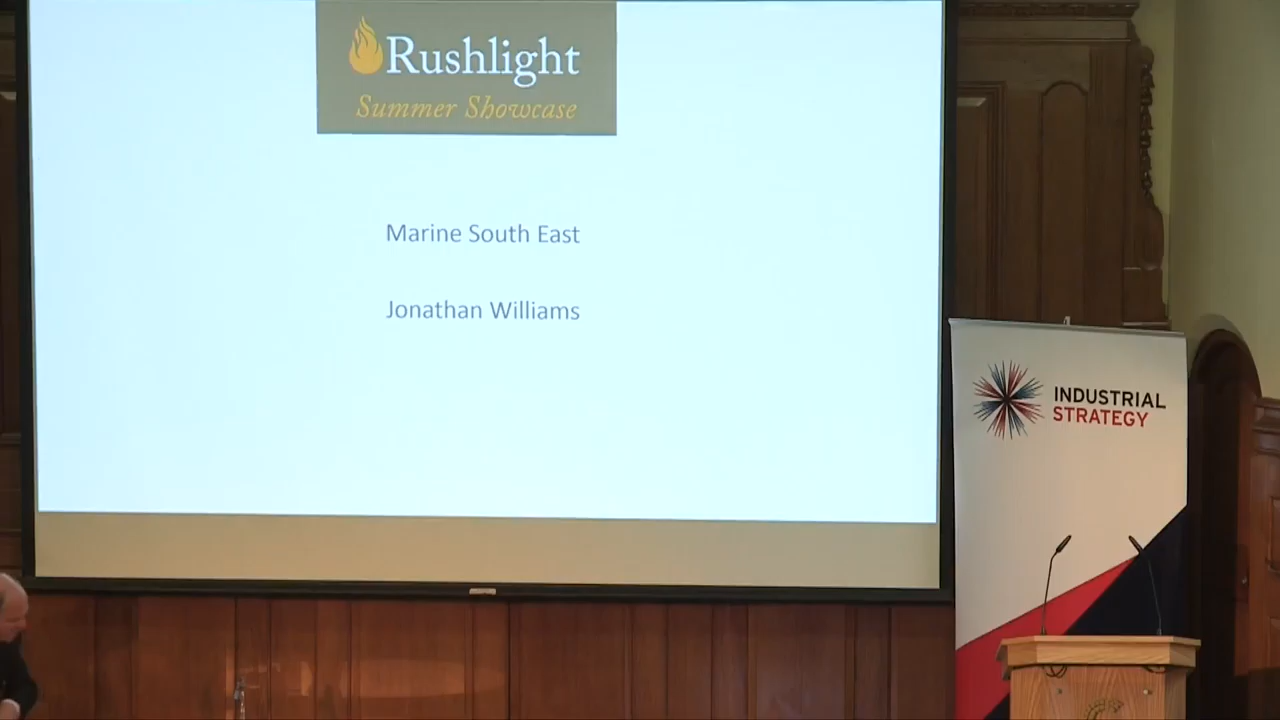 Rushlight
Summer Showcase
Marine South East
Jonathan Williams
INDUSTRIAL
STRATEGY